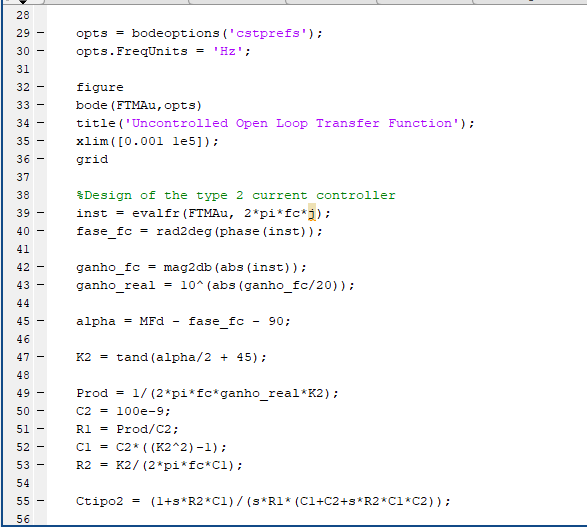 28
29 – opts = bodeoptions('cstprefs');
30 – opts.FreqUnits = 'Hz';
31
32 – figure
33 – bode(FTMAu,opts)
34 – title('Uncontrolled Open Loop Transfer Function');
35 – xlim([0.001 1e5]);
36 – grid
37
38 %Design of the type 2 current controller
39 – inst = evalfr(FTMAu, 2*pi*fc*j);
40 – fase_fc = rad2deg(phase(inst));
41
42 – ganho_fc = mag2db(abs(inst));
43 – ganho_real = 10^(abs(ganho_fc/20));
44
45 – alpha = MFd - fase_fc - 90;
46
47 – K2 = tand(alpha/2 + 45);
48
49 – Prod = 1/(2*pi*fc*ganho_real*K2);
50 – C2 = 100e-9;
51 – R1 = Prod/C2;
52 – C1 = C2*((K2^2)-1);
53 – R2 = K2/(2*pi*fc*C1);
54
55 – Ctipo2 = (1+s*R2*C1)/(s*R1*(C1+C2+s*R2*C1*C2));
56